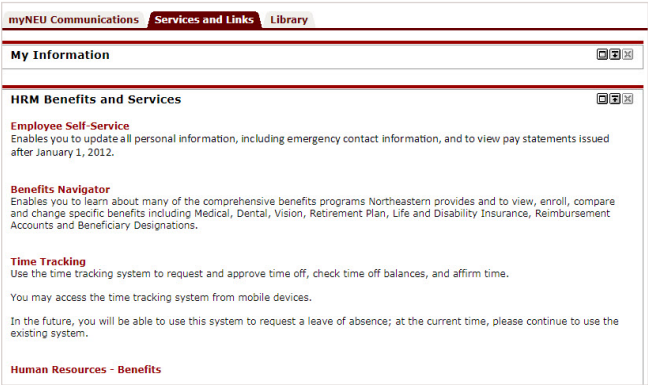 myNEU Communications Services and Links Library
My Information
HRM Benefits and Services
Employee Self-Service
Enables you to update all personal information, including emergency contact information, and to view pay statements issued
after January 1, 2012.
Benefits Navigator
Enables you to learn about many of the comprehensive benefits programs Northeastern provides and to view, enroll, compare
and change specific benefits including Medical, Dental, Vision, Retirement Plan, Life and Disability Insurance, Reimbursement
Accounts and Beneficiary Designations.
Time Tracking
Use the time tracking system to request and approve time off, check time off balances, and affirm time.
You may access the time tracking system from mobile devices.
In the future, you will be able to use this system to request a leave of absence; at the current time, please continue to use the
existing system.
Human Resources - Benefits